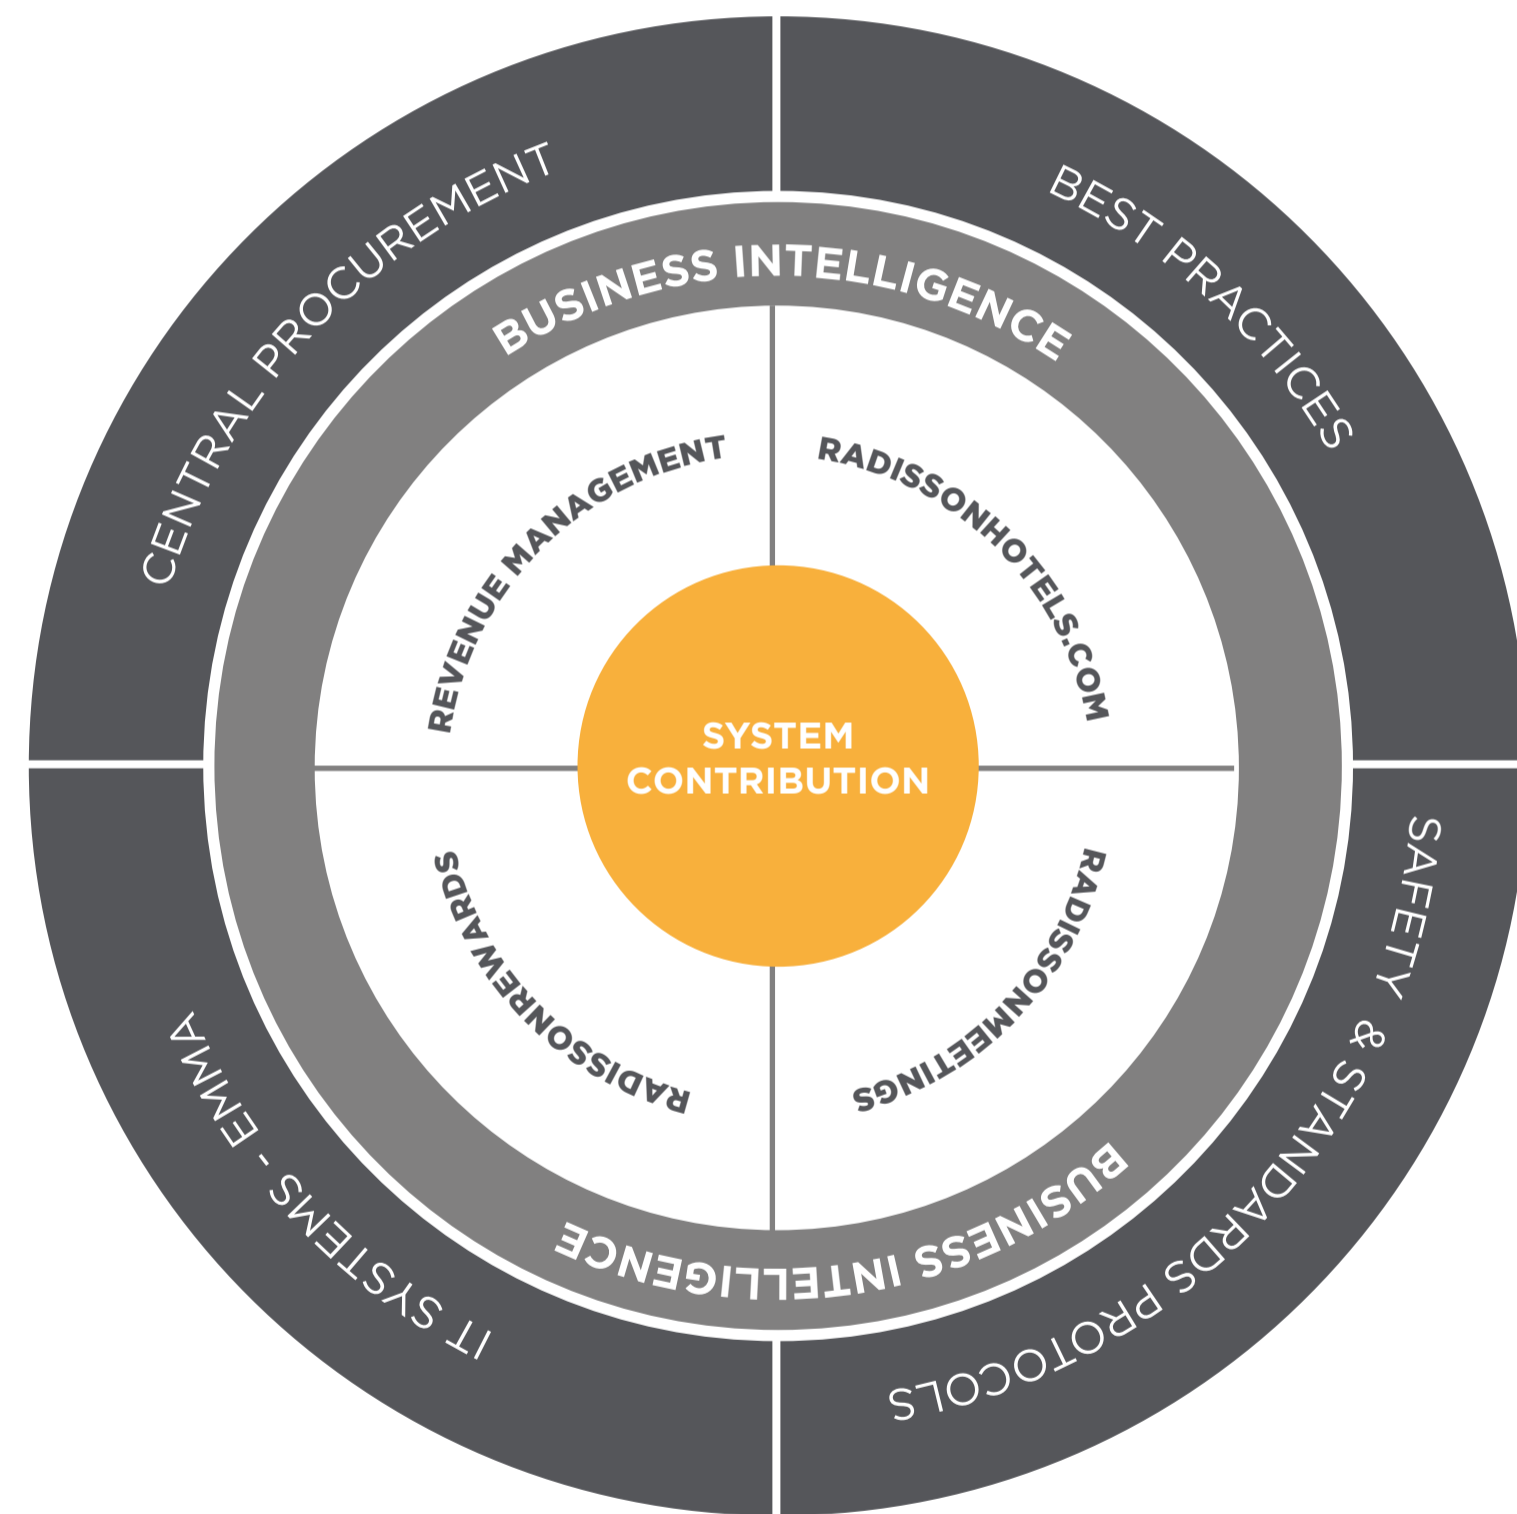 CENTRAL PROCUREMENT
BEST PRACTICES
BUSINESS INTELLIGENCE
REVENUE MANAGEMENT
RADISSONHOTELS.COM
SYSTEM
CONTRIBUTION
RADISSONREWARDS
RADISSONMEETINGS
BUSINESS INTELLIGENCE
IT SYSTEMS - EMMA
SAFETY & STANDARDS PROTOCOLS